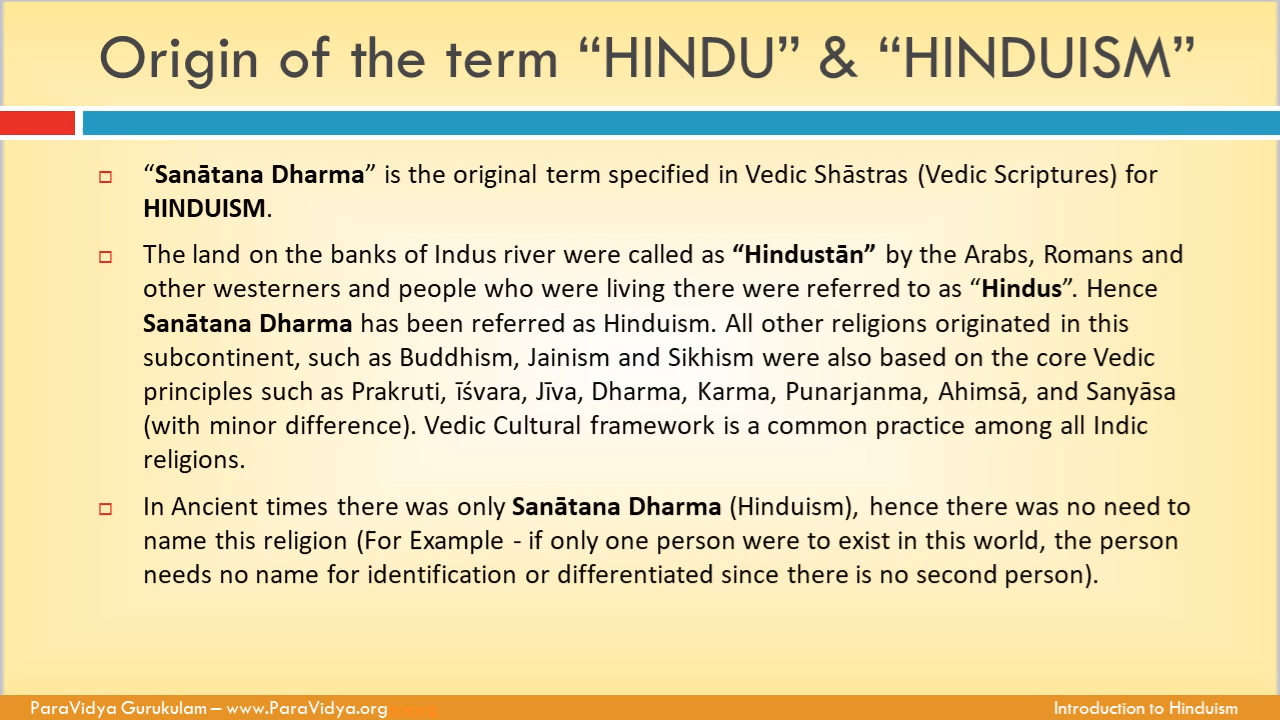 Origin of the term “HINDU” & “HINDUISM”
“Sanātana Dharma” is the original term specified in Vedic Shāstras (Vedic Scriptures) for
HINDUISM.
The land on the banks of Indus river were called as “Hindustān” by the Arabs, Romans and
other westerners and people who were living there were referred to as “Hindus”. Hence
Sanātana Dharma has been referred as Hinduism. All other religions originated in this
subcontinent, such as Buddhism, Jainism and Sikhism were also based on the core Vedic
principles such as Prakruti, īśvara, Jīva, Dharma, Karma, Punarjanma, Ahimsā, and Sanyāsa
(with minor difference). Vedic Cultural framework is a common practice among all Indic
religions.
In Ancient times there was only Sanātana Dharma (Hinduism), hence there was no need to
name this religion (For Example - if only one person were to exist in this world, the person
needs no name for identification or differentiated since there is no second person).
ParaVidya Gurukulam – www.ParaVidya.org
Introduction to Hinduism